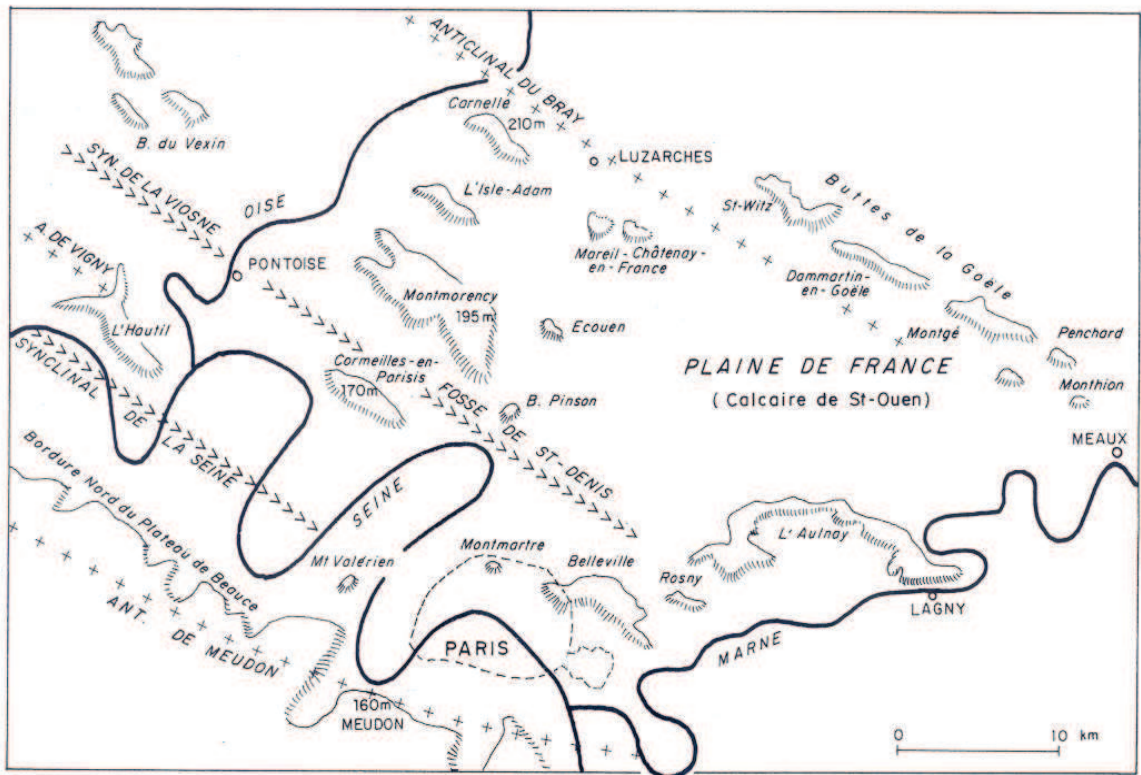 ANTICLINAL DU BRAY
Carnelle
210 m
B. du Vexin
LUZARCHES
SYN. DE LA VIOSNE
OISE
L'Isle-Adam
St-Witz
Buttes de la Goële
A. DE VIGNY
PONTOISE
Mareil-Châtenay-
en-France
Dammartin-
en-Goële
Montmorency
195 m
L'Hautil
Ecouen
Montgé
Penchard
Cormeilles-en-
Parisis
170m
PLAINE DE FRANCE
(Calcaire de St-Ouen)
Monthion
B. Pinson
FOSSE DE ST-DENIS
SYNCLINAL DE LA SEINE
MEAUX
Bordure Nord du Plateau de Beauce
SEINE
L'Aulnay
Mt Valérien
Montmartre
Belleville
Rosny
LAGNY
ANT. DE MEUDON
PARIS
MARNE
160m
MEUDON
0 10 km